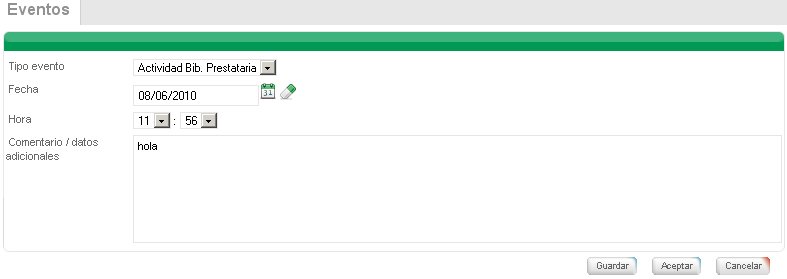 Eventos
Tipo evento
Actividad Bib. Prestataria
Fecha
08/06/2010
31
Hora
11 : 56
Comentario / datos
adicionales
hola
Guardar Aceptar Cancelar